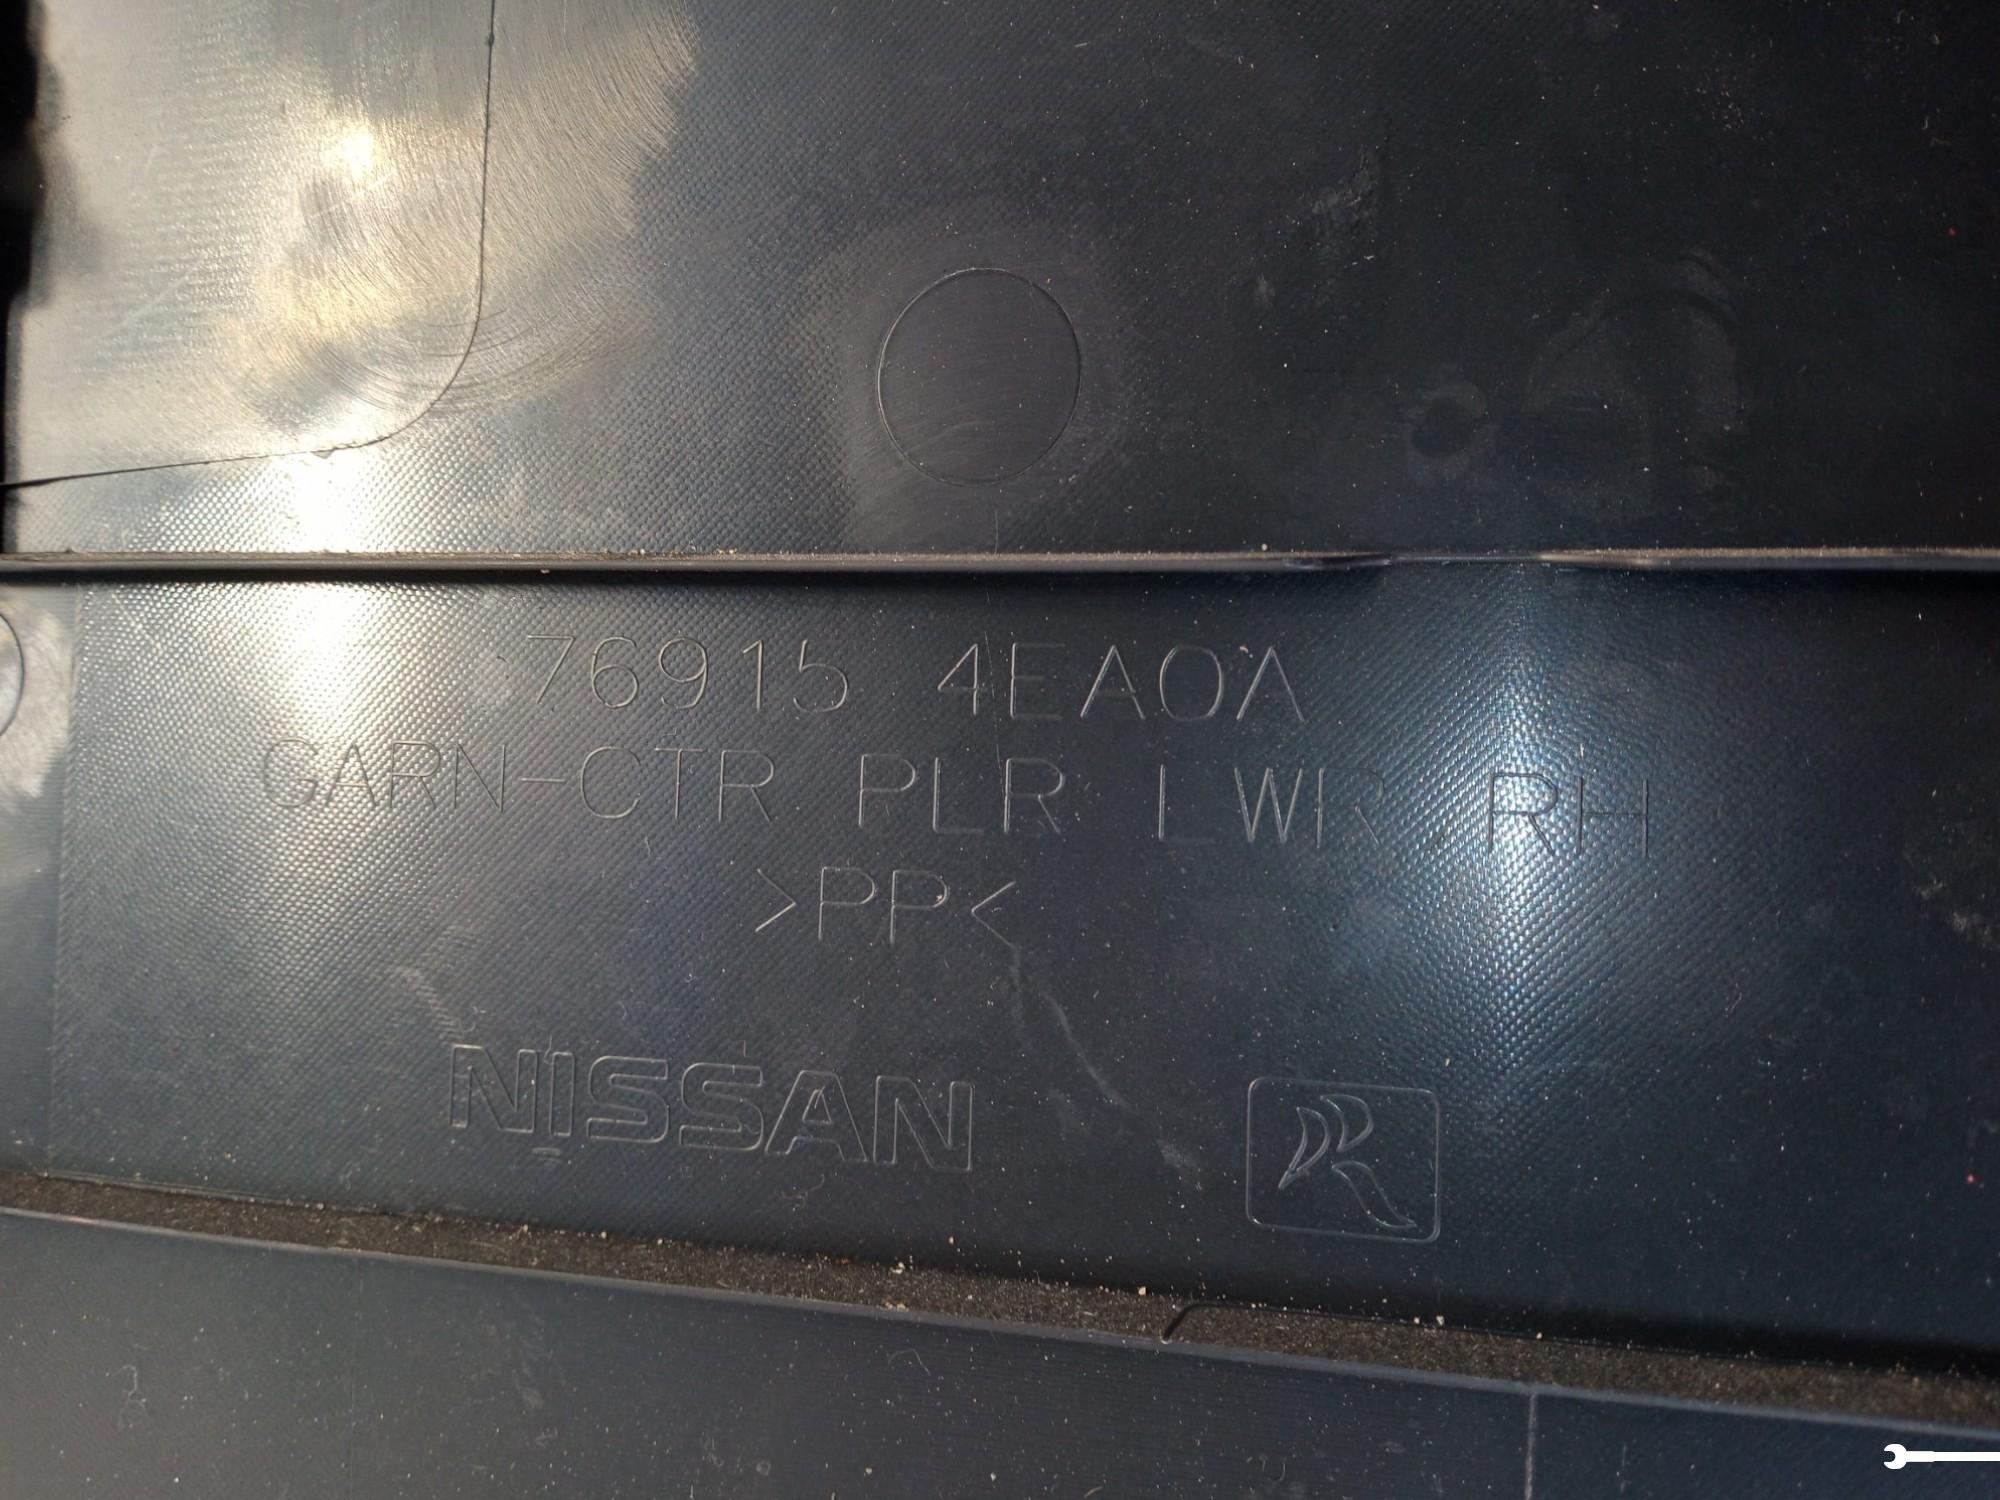 76915 4EA0A
GARN-CTR PLR LWR,RH
>PP<
NISSAN